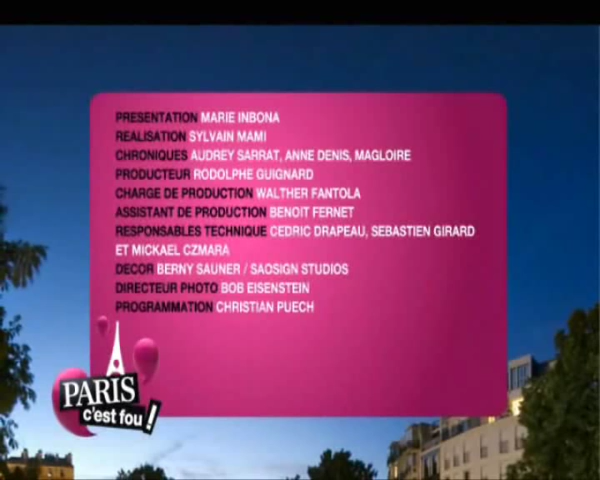 PRESENTATION MARIE INBONA
REALISATION SYLVAIN MAMI
CHRONIQUES AUDREY SARRAT, ANNE DENIS, MAGLOIRE
PRODUCTEUR RODOLPHE GUIGNARD
CHARGE DE PRODUCTION WALTHER FANTOLA
ASSISTANT DE PRODUCTION BENOIT FERNET
RESPONSABLES TECHNIQUE CEDRIC DRAPEAU, SEBASTIEN GIRARD
ET MICKAEL CZMARA
DECOR BERNY SAUNER / SAOSIGN STUDIOS
DIRECTEUR PHOTO BOB EISENSTEIN
PROGRAMMATION CHRISTIAN PUECH
PARIS
c'est fou !